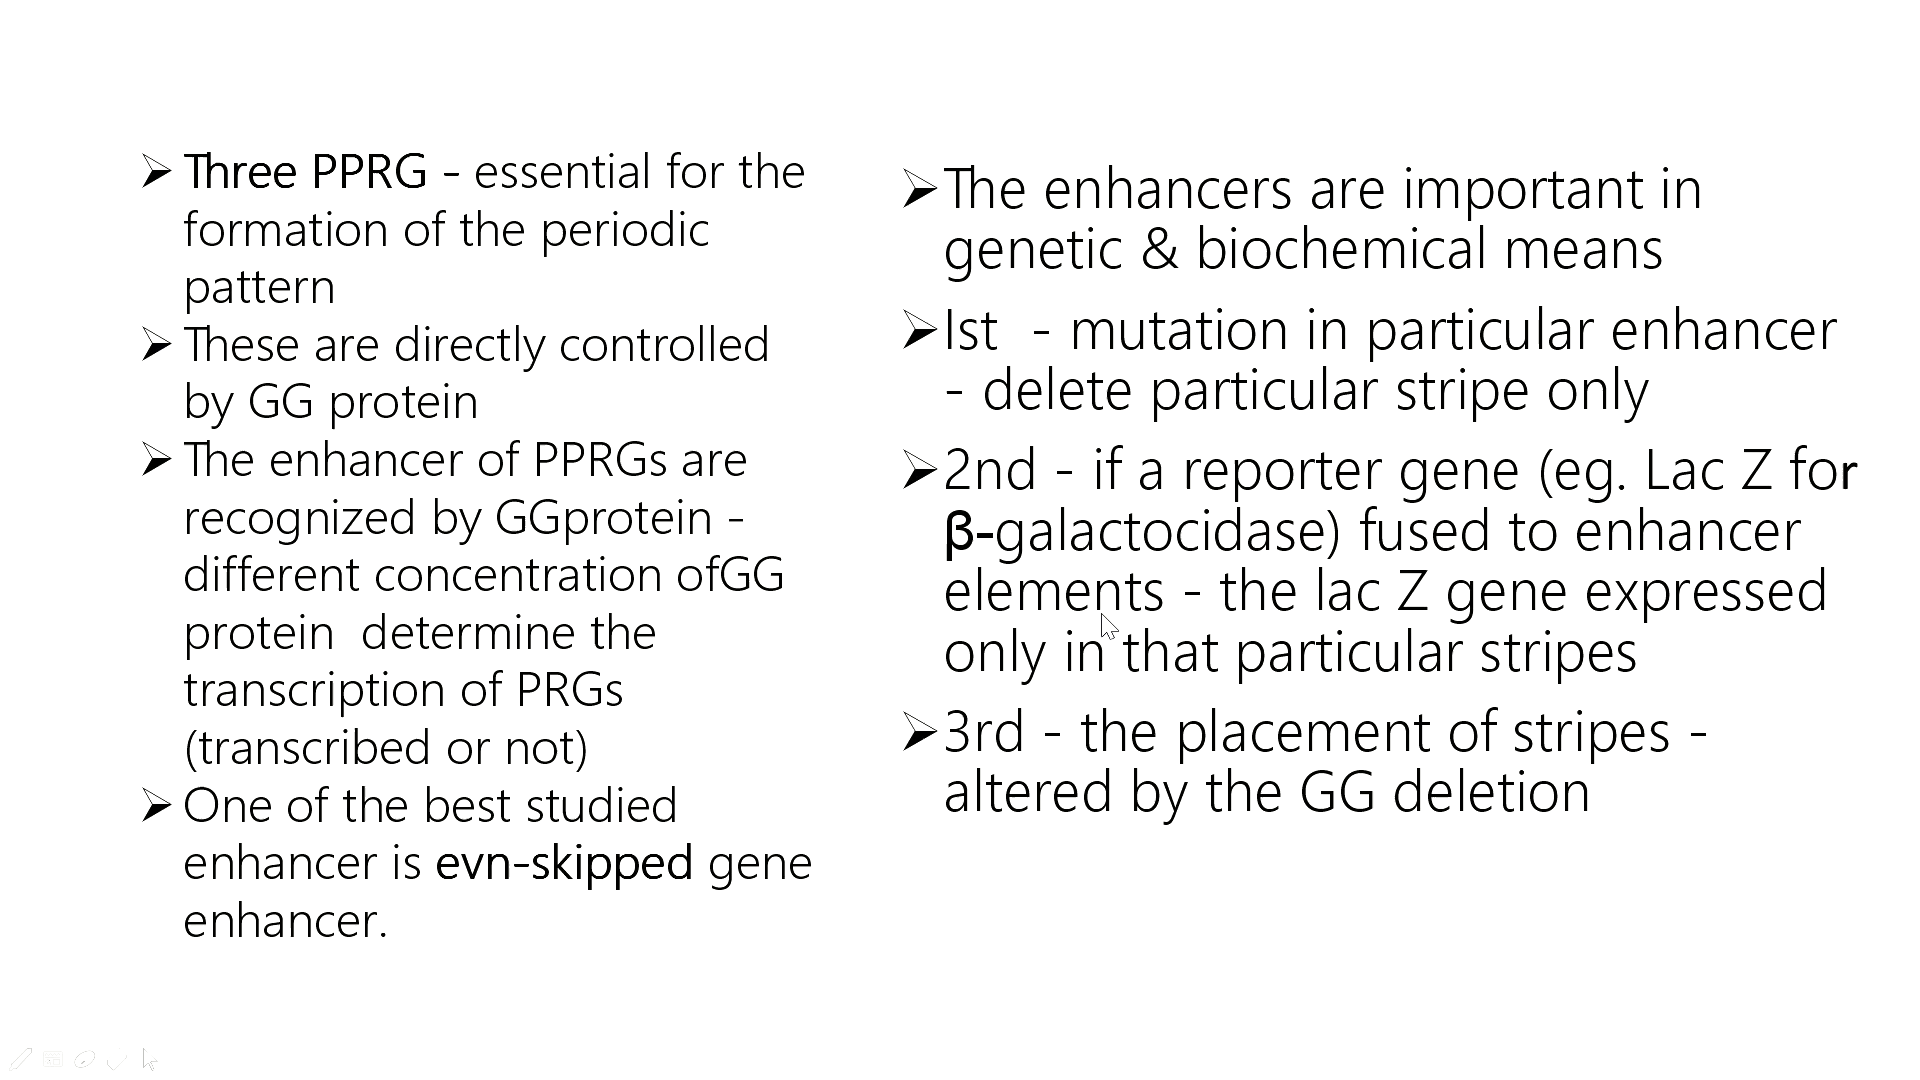 Three PPRG - essential for the
formation of the periodic
pattern
These are directly controlled
by GG protein
The enhancer of PPRGs are
recognized by GGprotein -
different concentration ofGG
protein  determine the
transcription of PRGs
(transcribed or not)
One of the best studied
enhancer is evn-skipped gene
enhancer.
The enhancers are important in
genetic & biochemical means
Ist  - mutation in particular enhancer
- delete particular stripe only
2nd - if a reporter gene (eg. Lac Z for
β-galactocidase) fused to enhancer
elements - the lac Z gene expressed
only in that particular stripes
3rd - the placement of stripes -
altered by the GG deletion